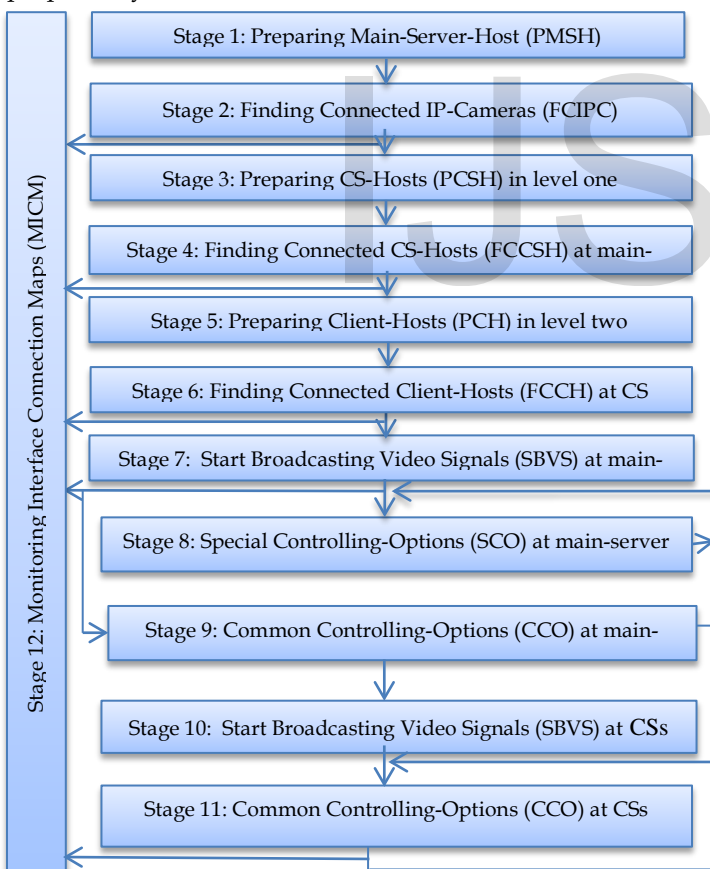 Stage 1: Preparing Main-Server-Host (PMSH)
Stage 2: Finding Connected IP-Cameras (FCIPC)
Stage 3: Preparing CS-Hosts (PCSH) in level one
Stage 4: Finding Connected CS-Hosts (FCCSH) at main-
Stage 5: Preparing Client-Hosts (PCH) in level two
Stage 6: Finding Connected Client-Hosts (FCCH) at CS
Stage 7: Start Broadcasting Video Signals (SBVS) at main-
Stage 8: Special Controlling-Options (SCO) at main-server
Stage 9: Common Controlling-Options (CCO) at main-
Stage 10: Start Broadcasting Video Signals (SBVS) at CSs
Stage 11: Common Controlling-Options (CCO) at CSs
Stage 12: Monitoring Interface Connection Maps (MICM)
IJS